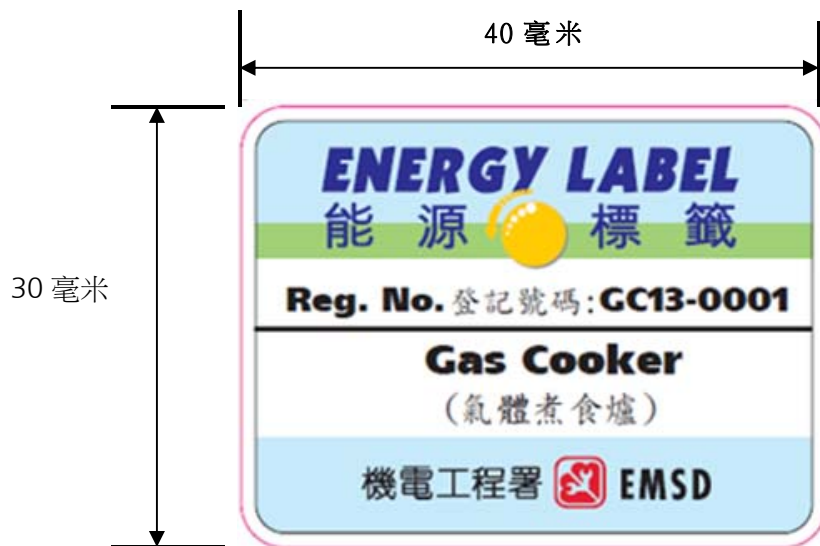 40 毫米
30 毫米
ENERGY LABEL
能源標籤
Reg. No. 登記號碼:GC13-0001
Gas Cooker
(氣體煮食爐)
機電工程署 EMSD